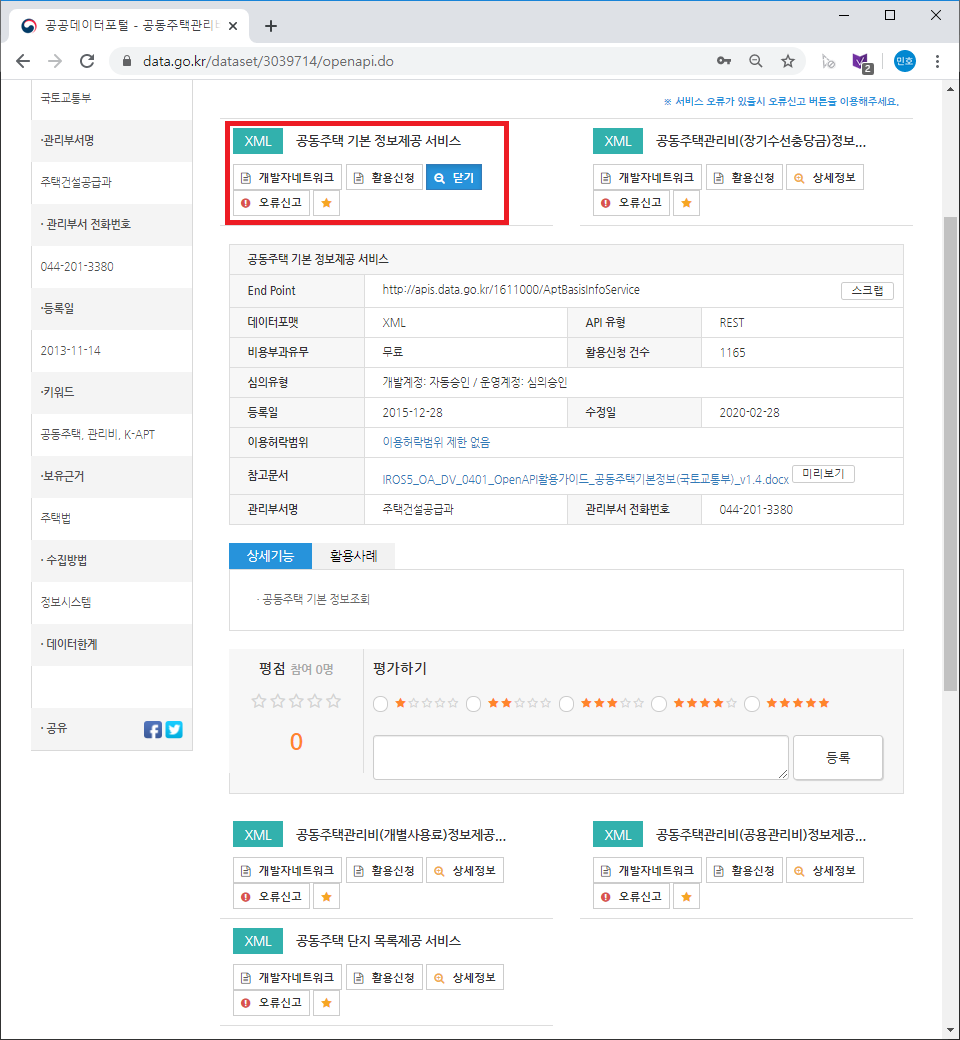 공공데이터포털 - 공동주택관리비
data.go.kr/dataset/3039714/openapi.do
2
민호
국토교통부
·관리부서명
주택건설공급과
· 관리부서 전화번호
044-201-3380
·등록일
2013-11-14
·키워드
공동주택, 관리비, K-APT
·보유근거
주택법
· 수집방법
정보시스템
· 데이터한계
· 공유
※ 서비스 오류가 있을시 오류신고 버튼을 이용해주세요.
XML 공동주택 기본 정보제공 서비스
개발자네트워크 활용신청 닫기
오류신고
XML 공동주택관리비(장기수선충당금)정보...
개발자네트워크 활용신청 상세정보
오류신고
공동주택 기본 정보제공 서비스
End Point http://apis.data.go.kr/1611000/AptBasisInfoService 스크랩
데이터포맷 XML API 유형 REST
비용부과유무 무료 활용신청 건수 1165
심의유형 개발계정: 자동승인 / 운영계정: 심의승인
등록일 2015-12-28 수정일 2020-02-28
이용허락범위 이용허락범위 제한 없음
참고문서 IROS5_OA_DV_0401_OpenAPI활용가이드_공동주택기본정보(국토교통부)_v1.4.docx 미리보기
관리부서명 주택건설공급과 관리부서 전화번호 044-201-3380
상세기능 활용사례
· 공동주택 기본 정보조회
평점 참여 0명
0
평가하기
등록
XML 공동주택관리비(개별사용료)정보제공...
개발자네트워크 활용신청 상세정보
오류신고
XML 공동주택관리비(공용관리비)정보제공...
개발자네트워크 활용신청 상세정보
오류신고
XML 공동주택 단지 목록제공 서비스
개발자네트워크 활용신청 상세정보
오류신고